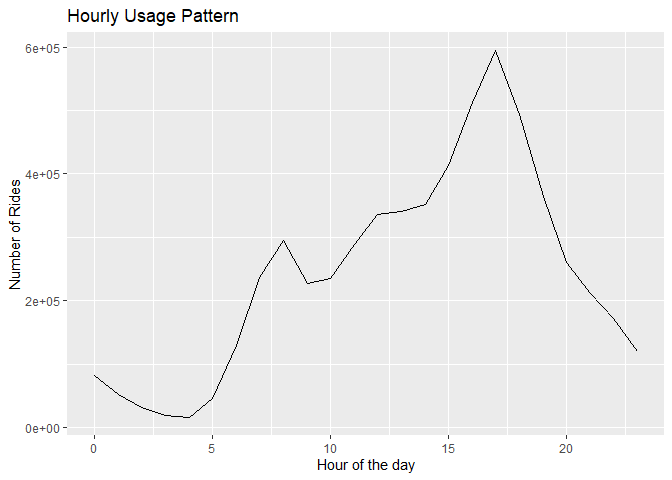 Hourly Usage Pattern
6e+05
4e+05
2e+05
0e+00
Number of Rides
0 5 10 15 20
Hour of the day